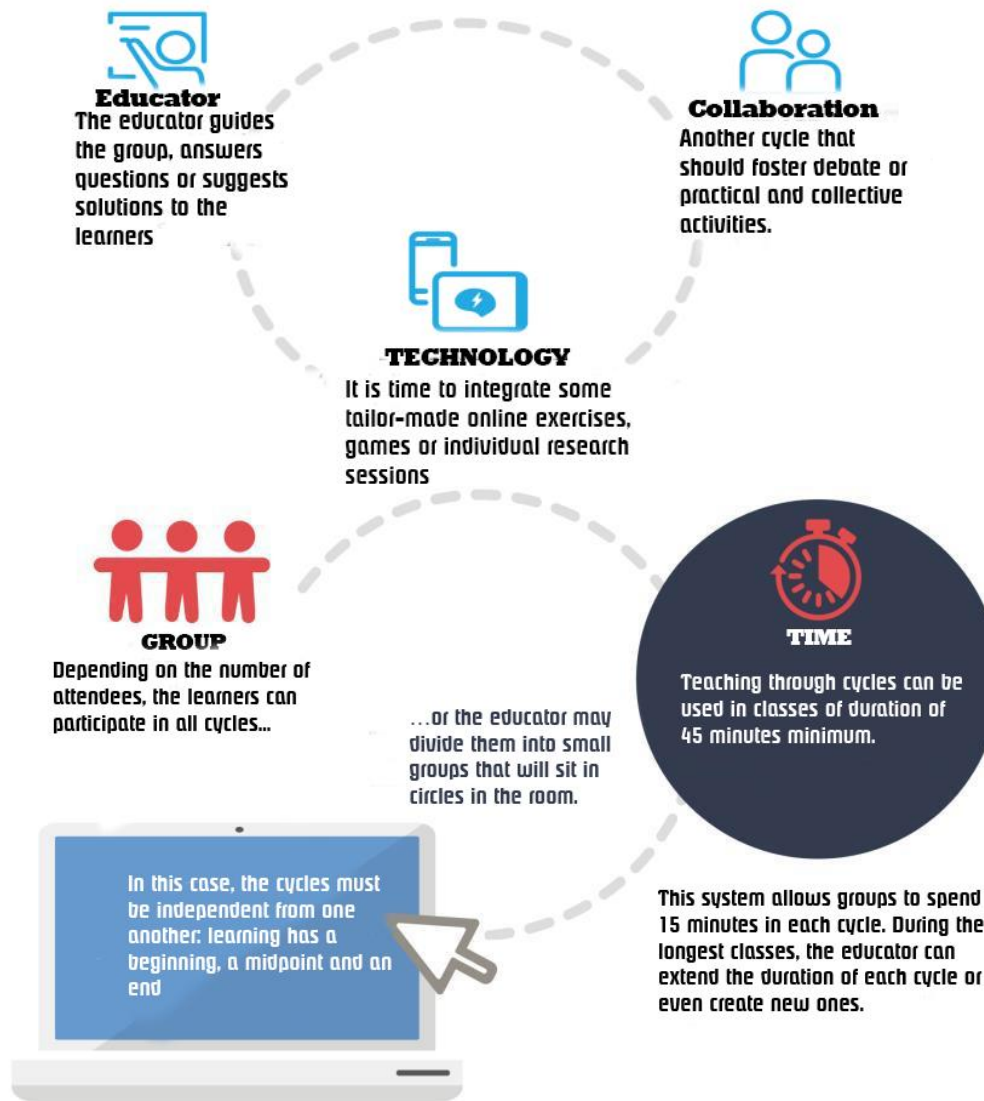 Educator
The educator guides
the group, answers
questions or suggests
solutions to the
learners
Collaboration
Another cycle that
should foster debate or
practical and collective
activities.
TECHNOLOGY
It is time to integrate some
tailor-made online exercises,
games or individual research
sessions
GROUP
Depending on the number of
attendees, the learners can
participate in all cycles...
...or the educator may
divide them into small
groups that will sit in
circles in the room.
TIME
Teaching through cycles can be
used in classes of duration of
45 minutes minimum.
In this case, the cycles must
be independent from one
another: learning has a
beginning, a midpoint and an
end
This system allows groups to spend
15 minutes in each cycle. During the
longest classes, the educator can
extend the duration of each cycle or
even create new ones.